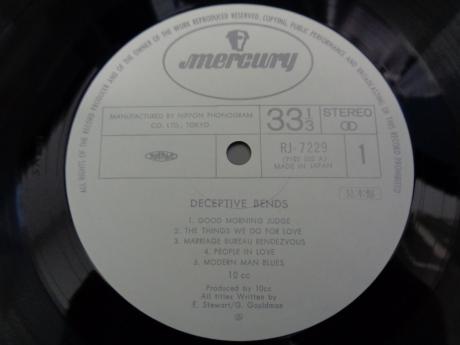 ALL RIGHTS OF THE RECORD PRODUCER AND OF THE OWNER OF THE WORK REPRODUCED RESERVED. COPYING, PUBLIC PERFORMANCE AND BROADCASTING OF THIS RECORD PROHIBITED
mercury
MANUFACTURED BY NIPPON PHONOGRAM
CO. LTD., TOKYO.
33 1/3
STEREO
RJ-7229
MADE IN JAPAN
1
DECEPTIVE BENDS
1. GOOD MORNING JUDGE
2. THE THINGS WE DO FOR LOVE
3. MARRIAGE BUREAU RENDEZVOUS
4. PEOPLE IN LOVE
5. MODERN MAN BLUES
10 cc
Produced by 10cc
All titles Written by
E. Stewart/G. Gouldman
Ⓟ